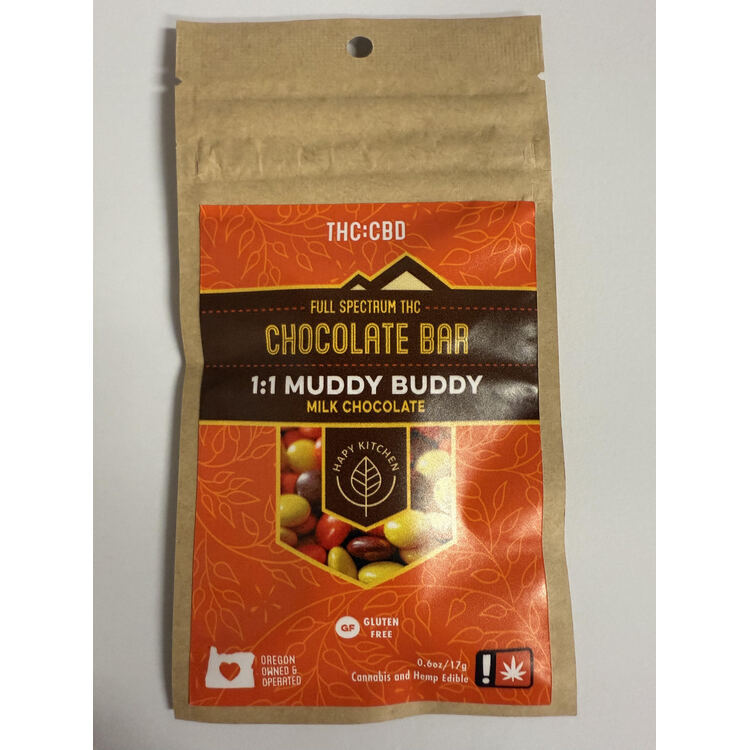 THC:CBD
FULL SPECTRUM THC
CHOCOLATE BAR
1:1 MUDDY BUDDY
MILK CHOCOLATE
HAPY KITCHEN
GF GLUTEN
FREE
OREGON
OWNED &
OPERATED
0.6oz/17g
Cannabis and Hemp Edible
!